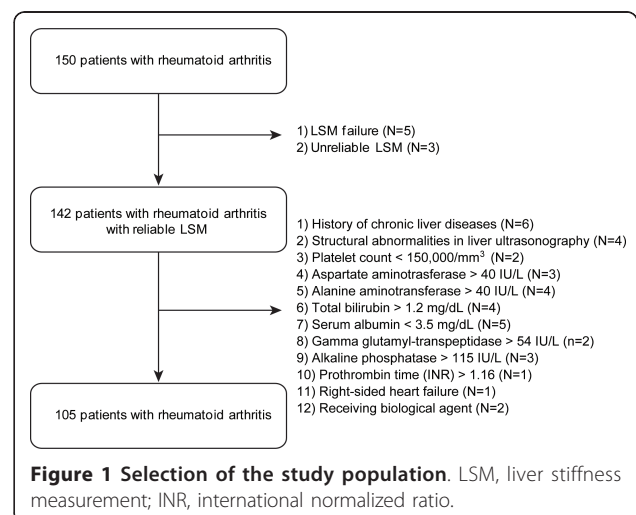 150 patients with rheumatoid arthritis
1) LSM failure (N=5)
2) Unreliable LSM (N=3)
142 patients with rheumatoid arthritis
with reliable LSM
1) History of chronic liver diseases (N=6)
2) Structural abnormalities in liver ultrasonography (N=4)
3) Platelet count < 150,000/mm³ (N=2)
4) Aspartate aminotrasferase > 40 IU/L (N=3)
5) Alanine aminotransferase > 40 IU/L (N=4)
6) Total bilirubin > 1.2 mg/dL (N=4)
7) Serum albumin < 3.5 mg/dL (N=5)
8) Gamma glutamyl-transpeptidase > 54 IU/L (n=2)
9) Alkaline phosphatase > 115 IU/L (N=3)
10) Prothrombin time (INR) > 1.16 (N=1)
11) Right-sided heart failure (N=1)
12) Receiving biological agent (N=2)
105 patients with rheumatoid arthritis
Figure 1 Selection of the study population. LSM, liver stiffness
measurement; INR, international normalized ratio.